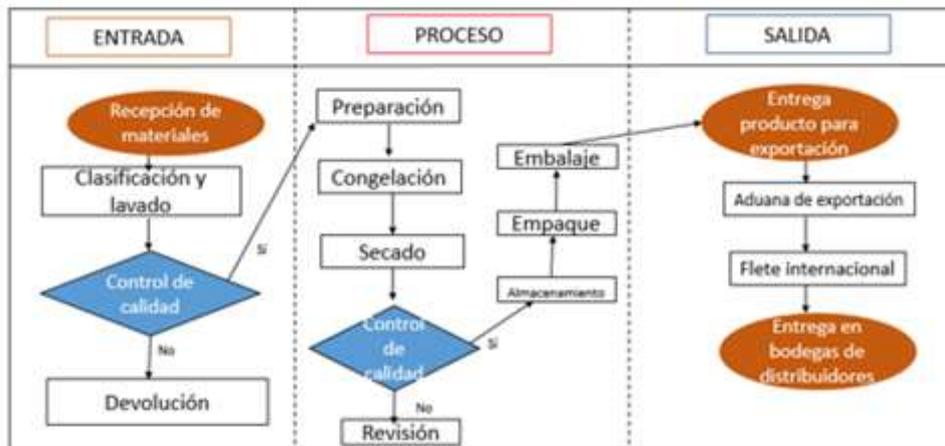 ENTRADA
PROCESO
SALIDA
Recepción de
materiales
Clasificación y
lavado
Control de
calidad
Sí
No
Devolución
Preparación
Congelación
Secado
Control
de
calidad
Sí
No
Revisión
Almacenamiento
Empaque
Embalaje
Entrega
producto para
exportación
Aduana de exportación
Flete internacional
Entrega en
bodegas de
distribuidores